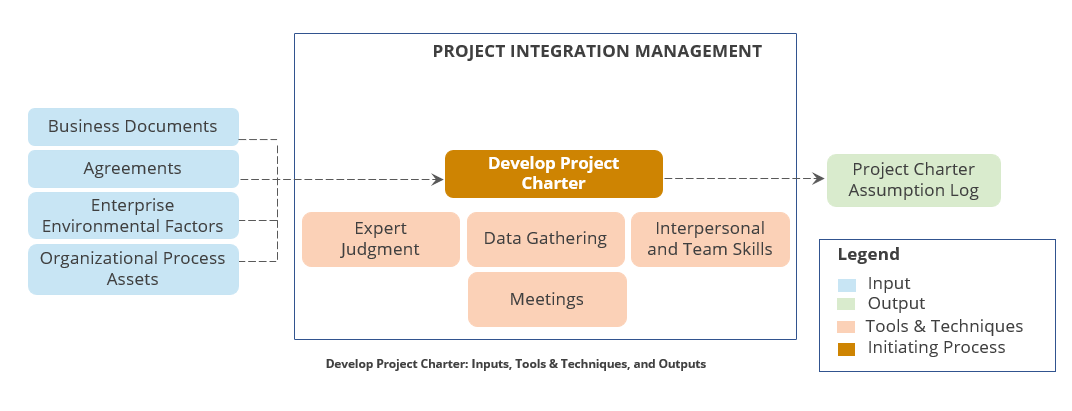 PROJECT INTEGRATION MANAGEMENT
Business Documents
Agreements
Enterprise
Environmental Factors
Organizational Process
Assets
Develop Project
Charter
Expert
Judgment
Data Gathering
Interpersonal
and Team Skills
Meetings
Project Charter
Assumption Log
Legend
Input
Output
Tools & Techniques
Initiating Process
Develop Project Charter: Inputs, Tools & Techniques, and Outputs